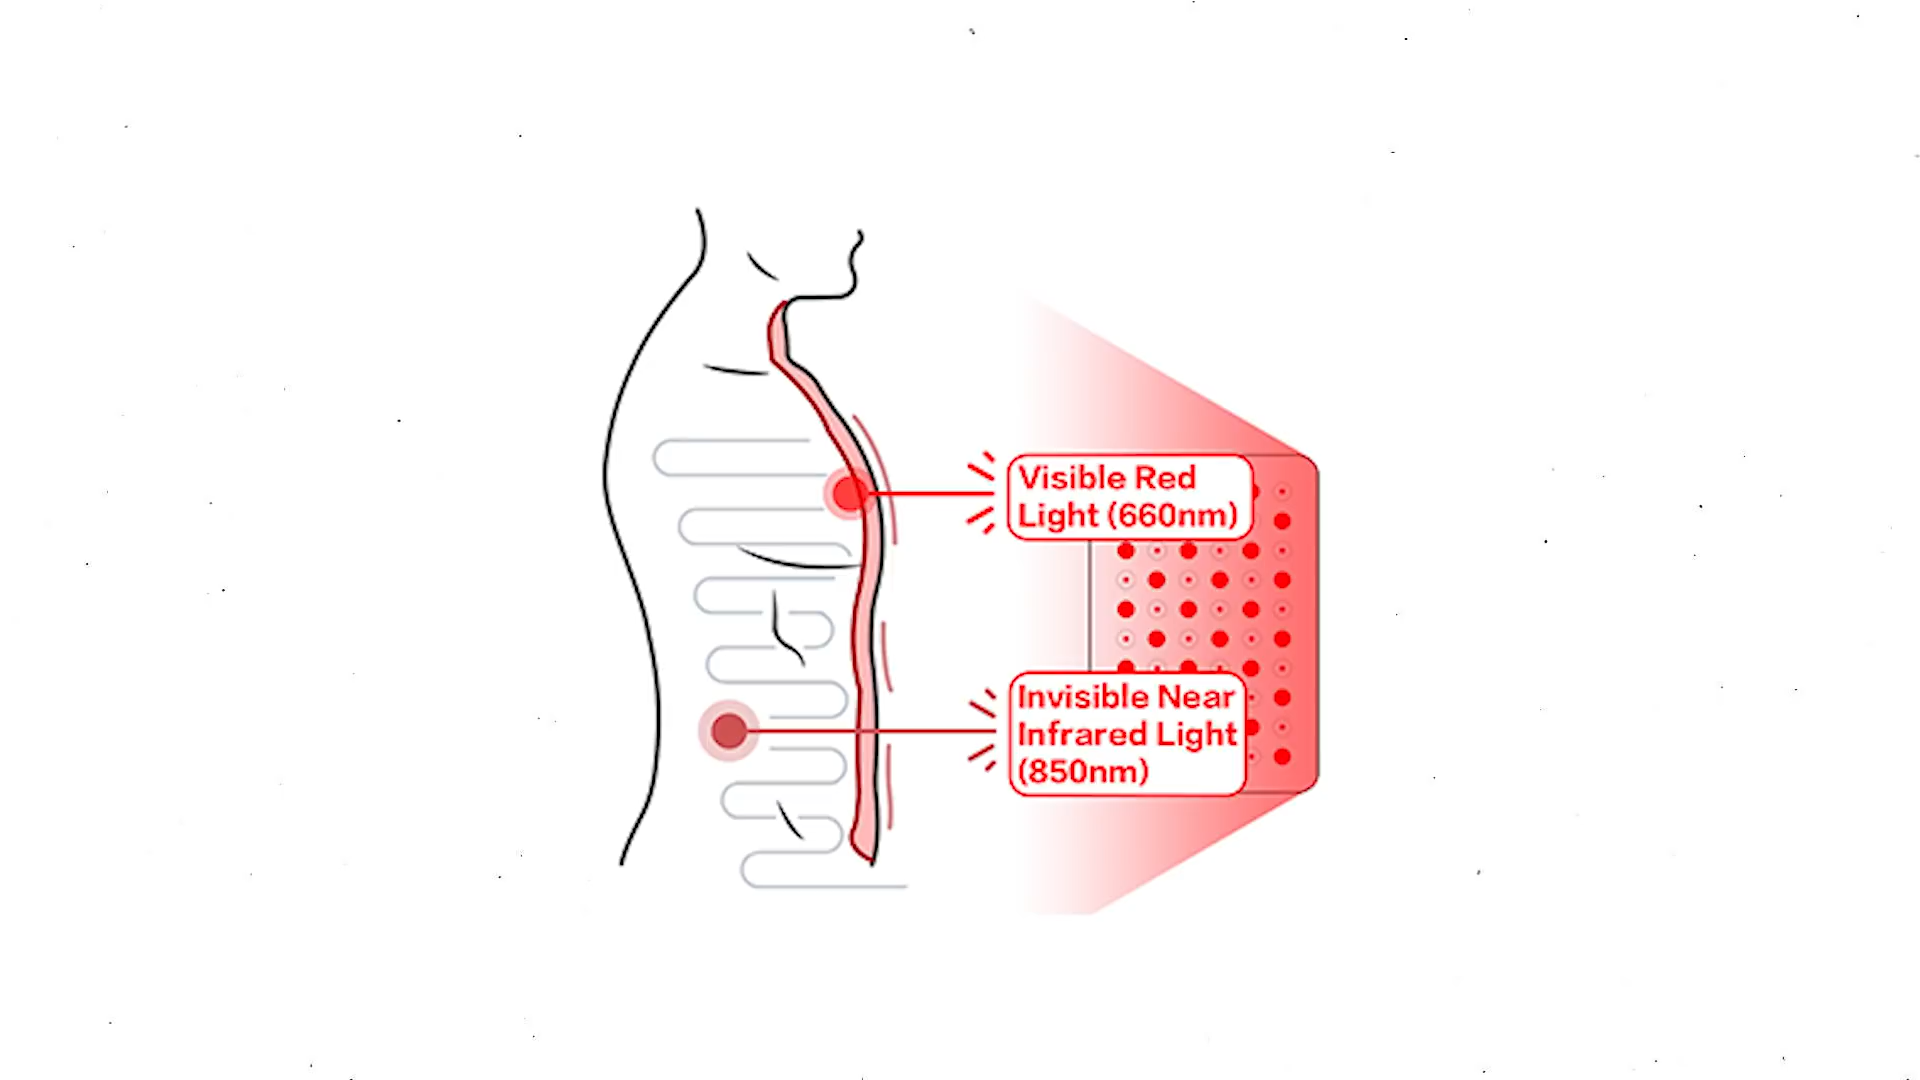 Visible Red
Light (660nm)
Invisible Near
Infrared Light
(850nm)